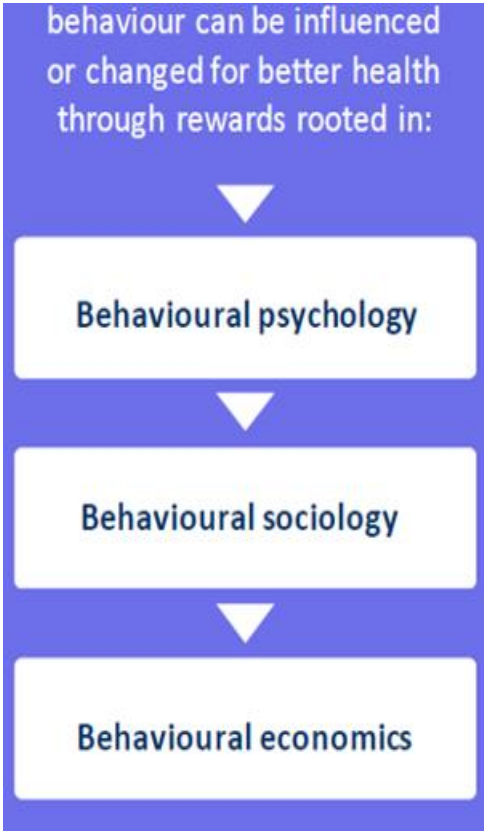 behaviour can be influenced
or changed for better health
through rewards rooted in:
Behavioural psychology
Behavioural sociology
Behavioural economics